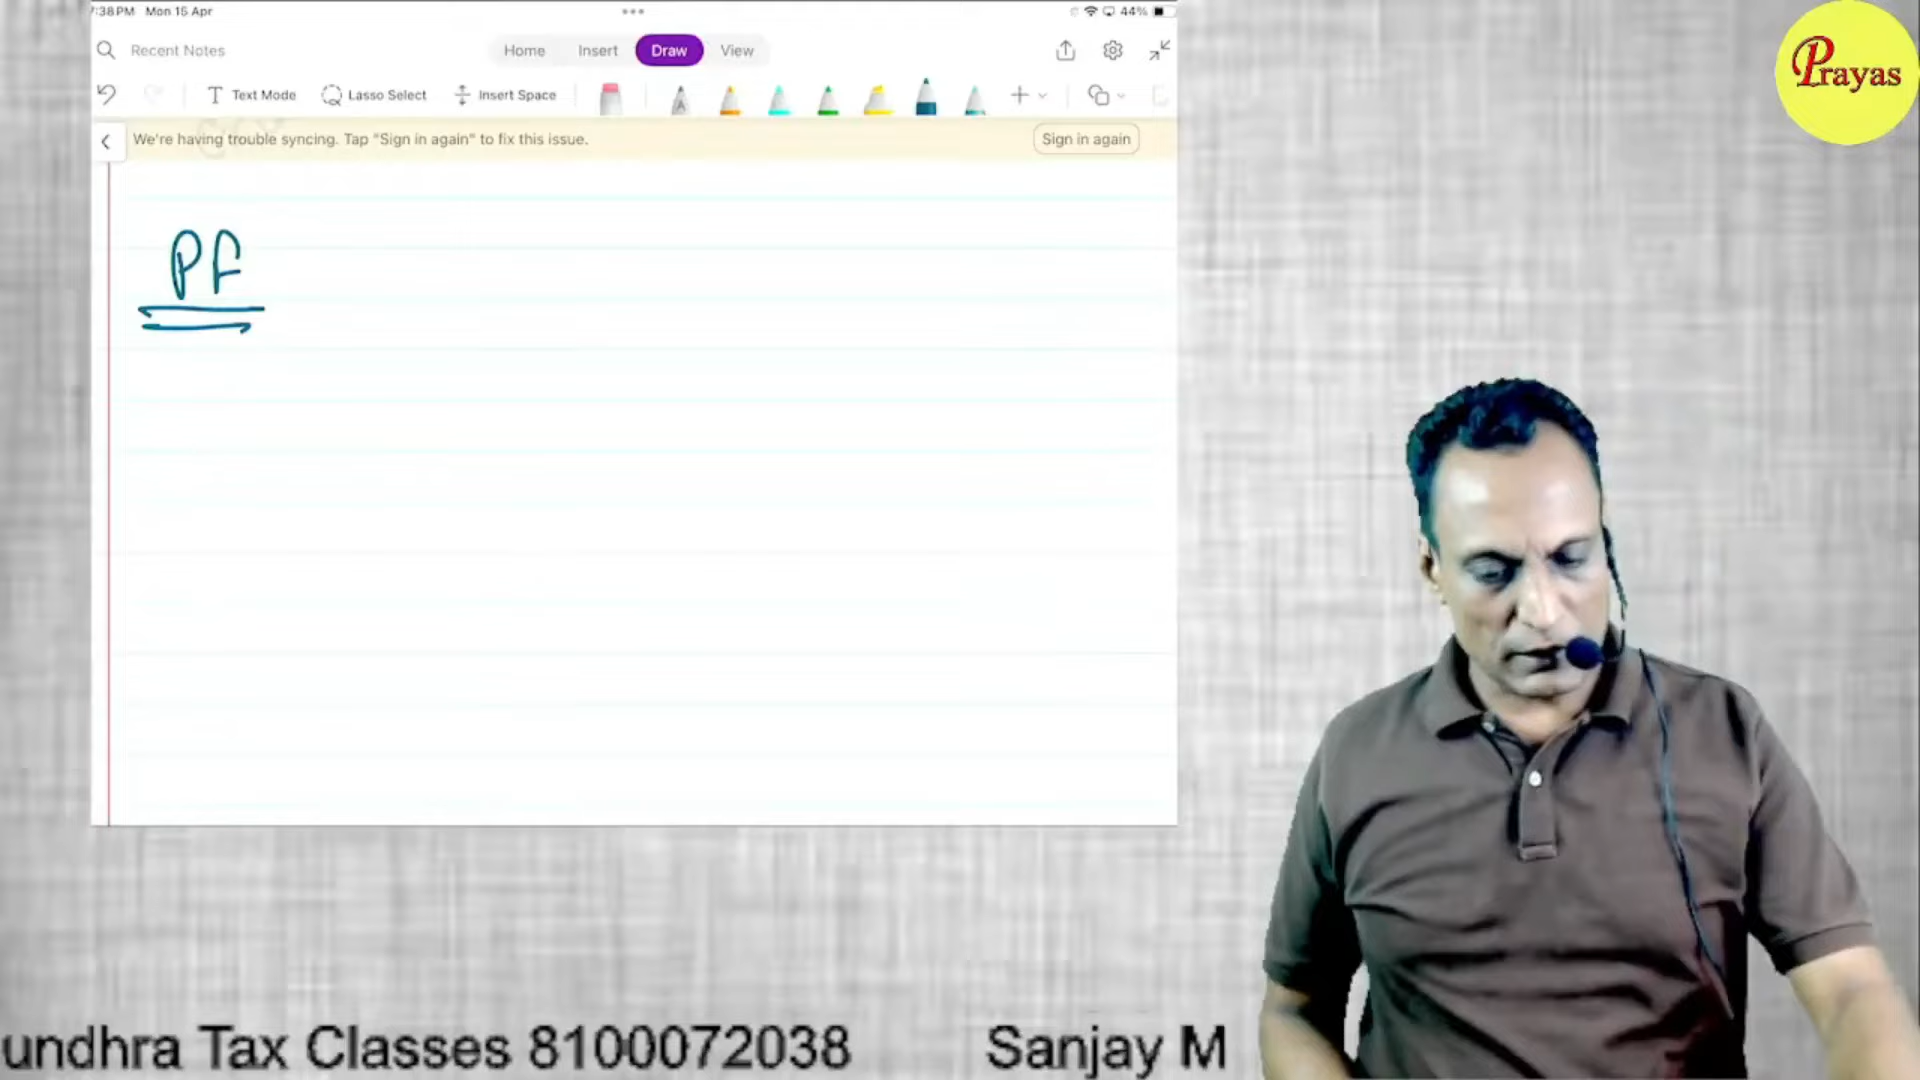 7:38 PM Mon 15 Apr
44%
Recent Notes
Home Insert Draw View
Text Mode Lasso Select Insert Space
We're having trouble syncing. Tap "Sign in again" to fix this issue.
Sign in again
PF
Prayas
undhra Tax Classes 8100072038 Sanjay M